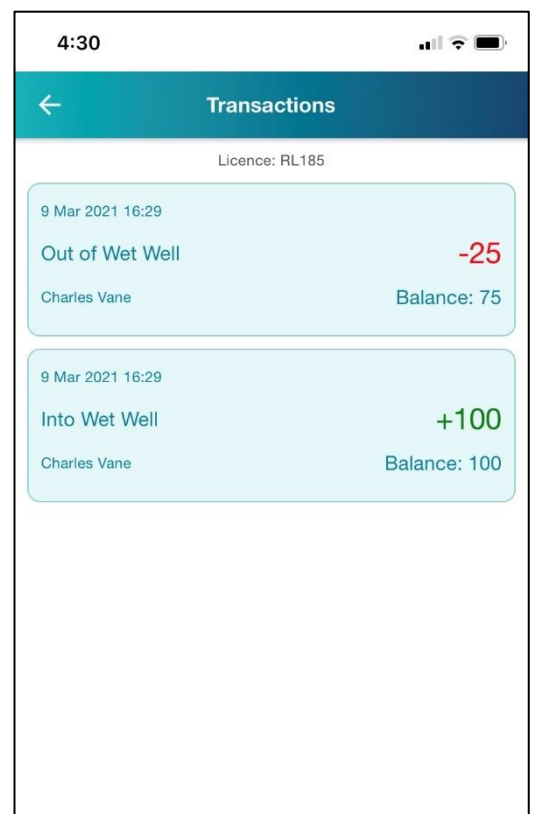 4:30
Transactions
Licence: RL185
9 Mar 2021 16:29
Out of Wet Well -25
Charles Vane Balance: 75
9 Mar 2021 16:29
Into Wet Well +100
Charles Vane Balance: 100